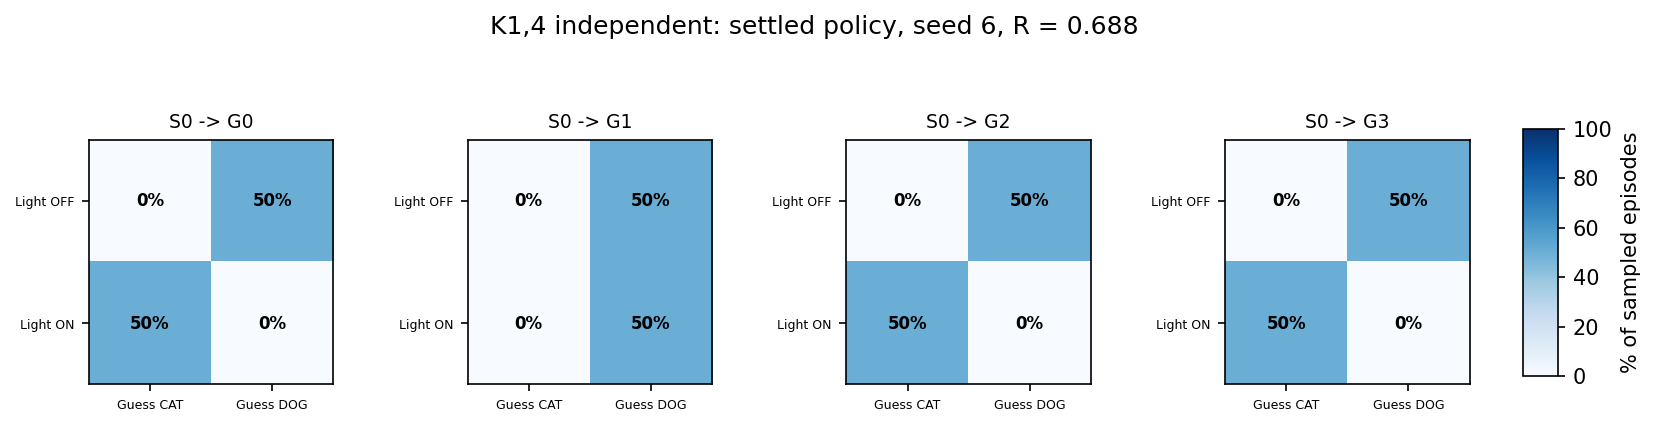 K1,4 independent: settled policy, seed 6, R = 0.688
S0 -> G0
S0 -> G1
S0 -> G2
S0 -> G3
Light OFF
0%
50%
Light ON
50%
0%
Guess CAT
Guess DOG
Light OFF
0%
50%
Light ON
0%
50%
Guess CAT
Guess DOG
Light OFF
0%
50%
Light ON
50%
0%
Guess CAT
Guess DOG
Light OFF
0%
50%
Light ON
50%
0%
Guess CAT
Guess DOG
100
80
60
40
20
0
% of sampled episodes